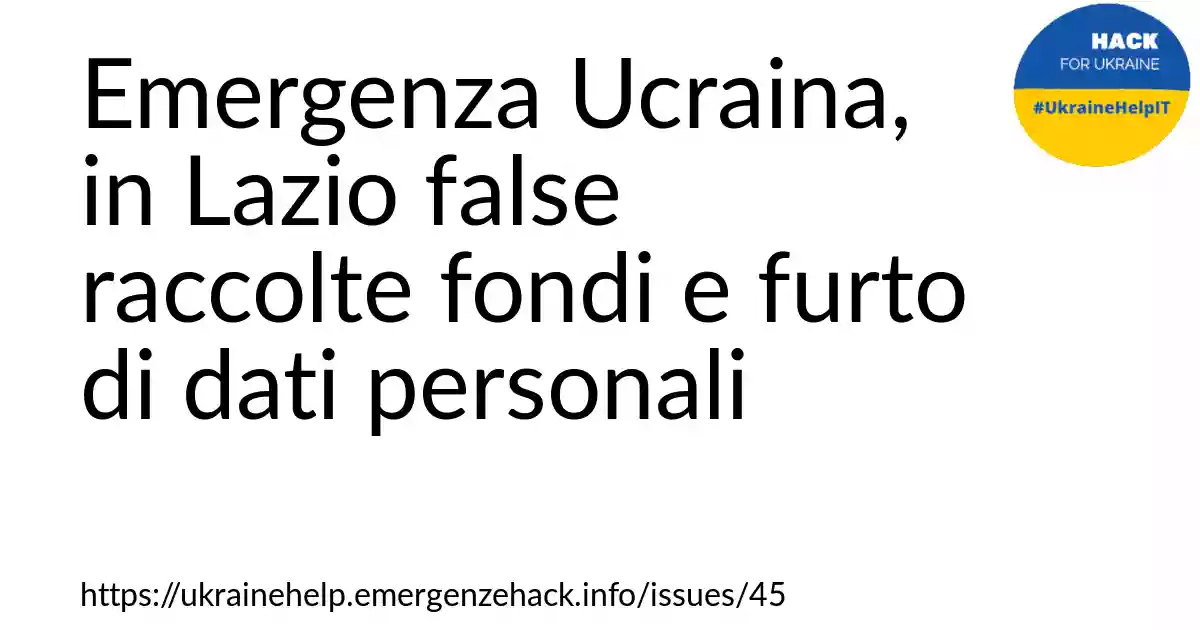 Emergenza Ucraina,
in Lazio false
raccolte fondi e furto
di dati personali
HACK
FOR UKRAINE
#UkraineHelpIT
https://ukrainehelp.emergenzehack.info/issues/45